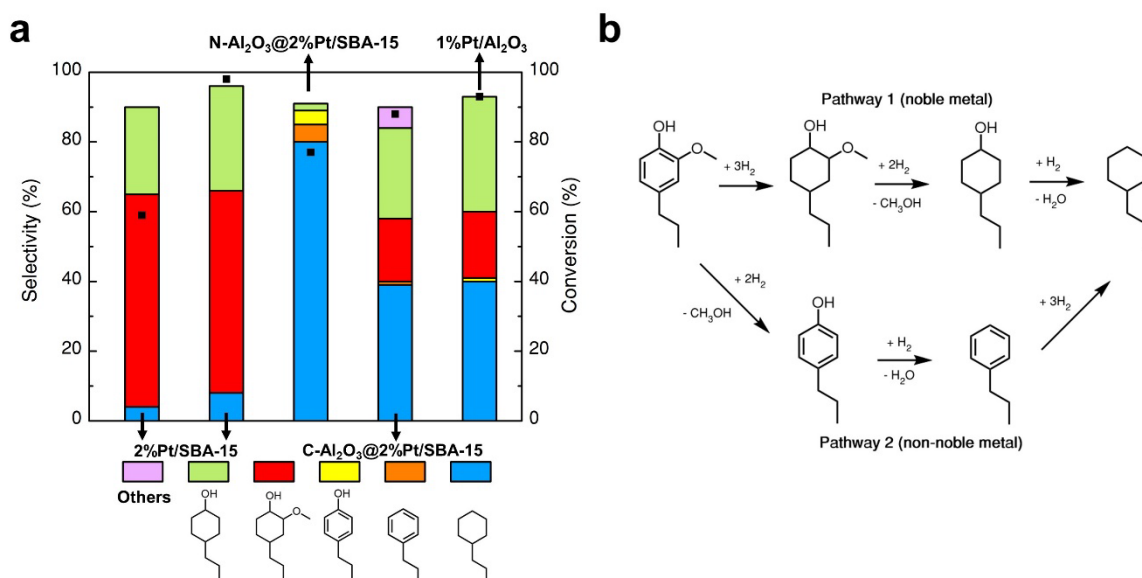 a
N-Al₂O₃@2%Pt/SBA-15
1%Pt/Al₂O₃
100
80
60
40
20
0
Selectivity (%)
100
80
60
40
20
0
Conversion (%)
2%Pt/SBA-15
C-Al₂O₃@2%Pt/SBA-15
Others
OH
OH
O
OH
b
Pathway 1 (noble metal)
OH
O
+ 3H₂
OH
O
+ 2H₂
- CH₃OH
OH
+ H₂
- H₂O
+ 2H₂
- CH₃OH
OH
+ H₂
- H₂O
+ 3H₂
Pathway 2 (non-noble metal)